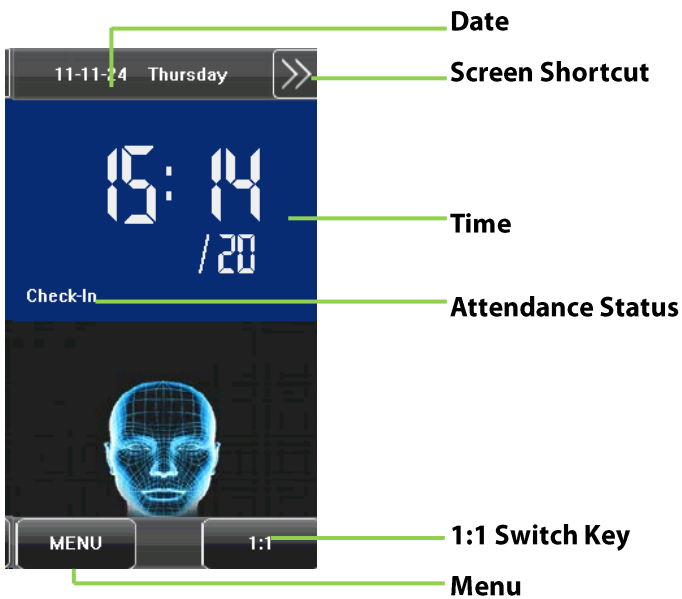 Date
11-11-24 Thursday
Screen Shortcut
15:14
Time
/20
Check-In
Attendance Status
MENU
1:1
1:1 Switch Key
Menu